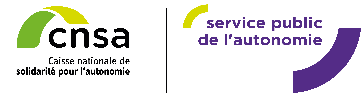 cnsa
Caisse nationale de
solidarité pour l'autonomie
service public
de l'autonomie